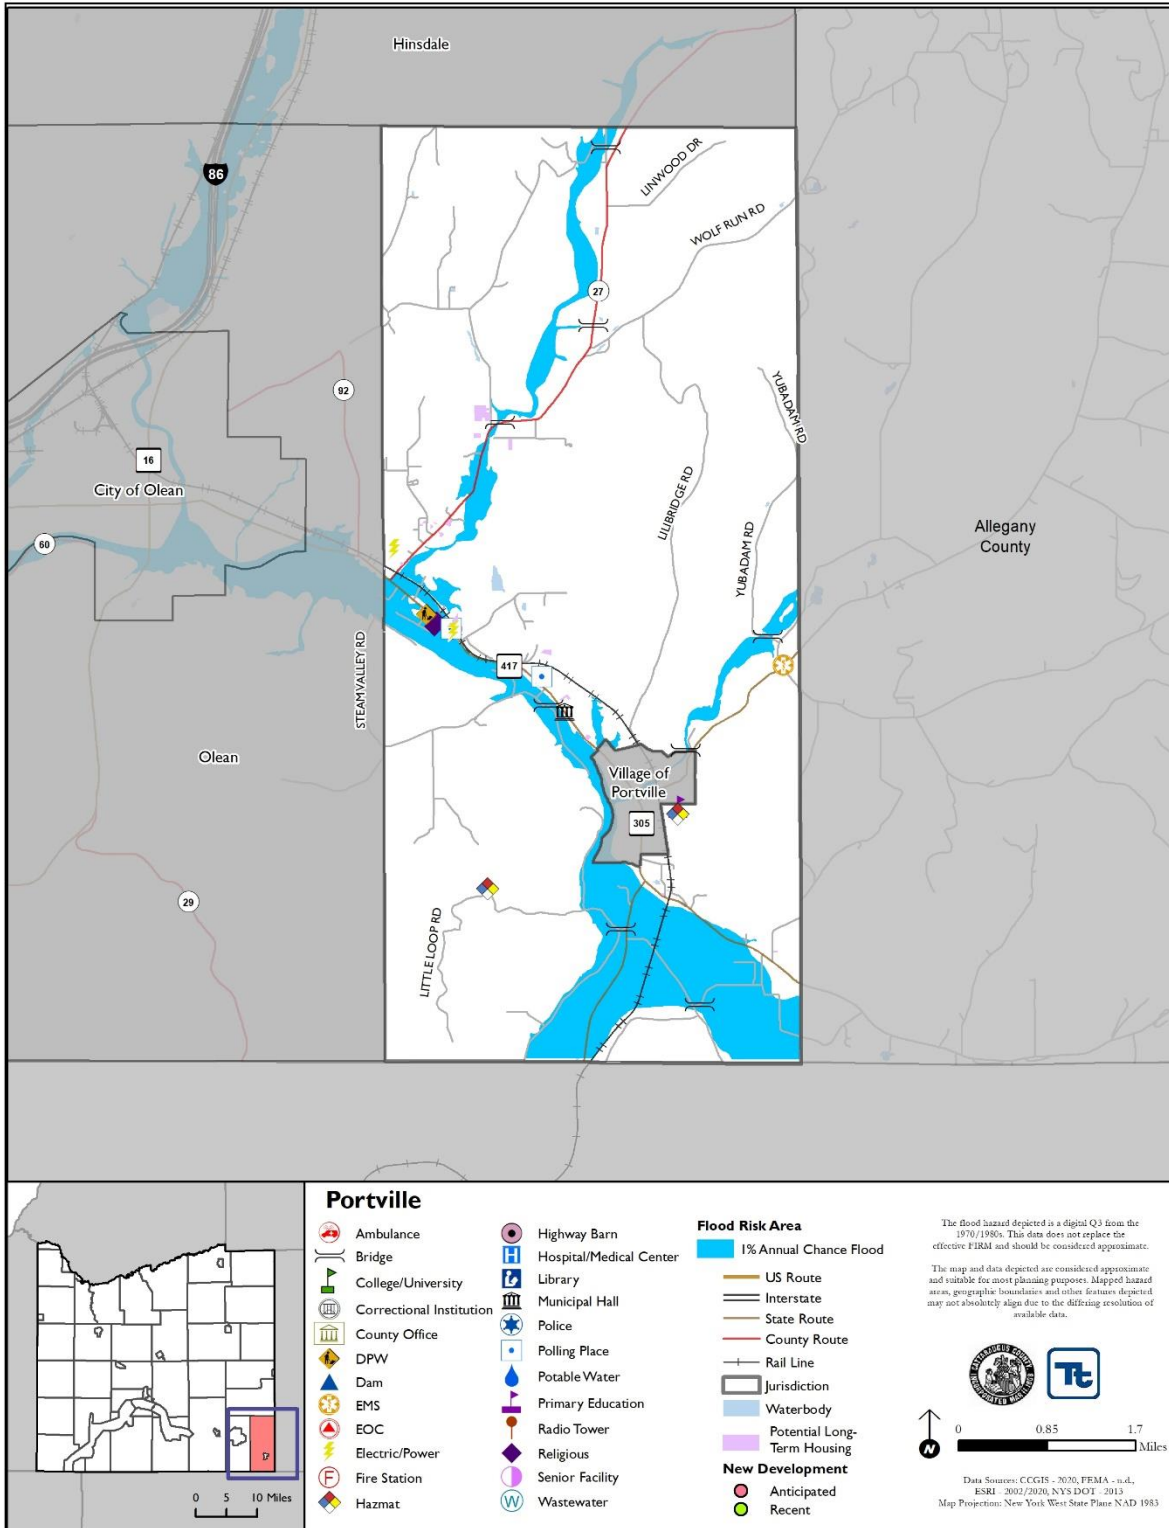 Hinsdale
86
LINWOOD DR
WOLF RUN RD
27
92
YUBADAM RD
16
City of Olean
LILIBRIDGE RD
60
Allegany
County
YUBADAM RD
STEAM VALLEY RD
417
Olean
Village of
Portville
305
29
LITTLE LOOP RD
0 5 10 Miles
Portville
Ambulance
Bridge
College/University
Correctional Institution
County Office
DPW
Dam
EMS
EOC
Electric/Power
F Fire Station
Hazmat
Highway Barn
H Hospital/Medical Center
Library
Municipal Hall
Police
Polling Place
Potable Water
Primary Education
Radio Tower
Religious
Senior Facility
W Wastewater
Flood Risk Area
1% Annual Chance Flood
US Route
Interstate
State Route
County Route
Rail Line
Jurisdiction
Waterbody
Potential Long-
Term Housing
New Development
Anticipated
Recent
The flood hazard depicted is a digital Q3 from the
1970/1980s. This data does not replace the
effective FIRM and should be considered approximate.
The map and data depicted are considered approximate
and suitable for most planning purposes. Mapped hazard
areas, geographic boundaries and other features depicted
may not absolutely align due to the differing resolution of
available data.
Tt
N
0 0.85 1.7
Miles
Data Sources: CCGIS - 2020, FEMA - n.d.,
ESRI - 2002/2020, NYS DOT - 2013
Map Projection: New York West State Plane NAD 1983